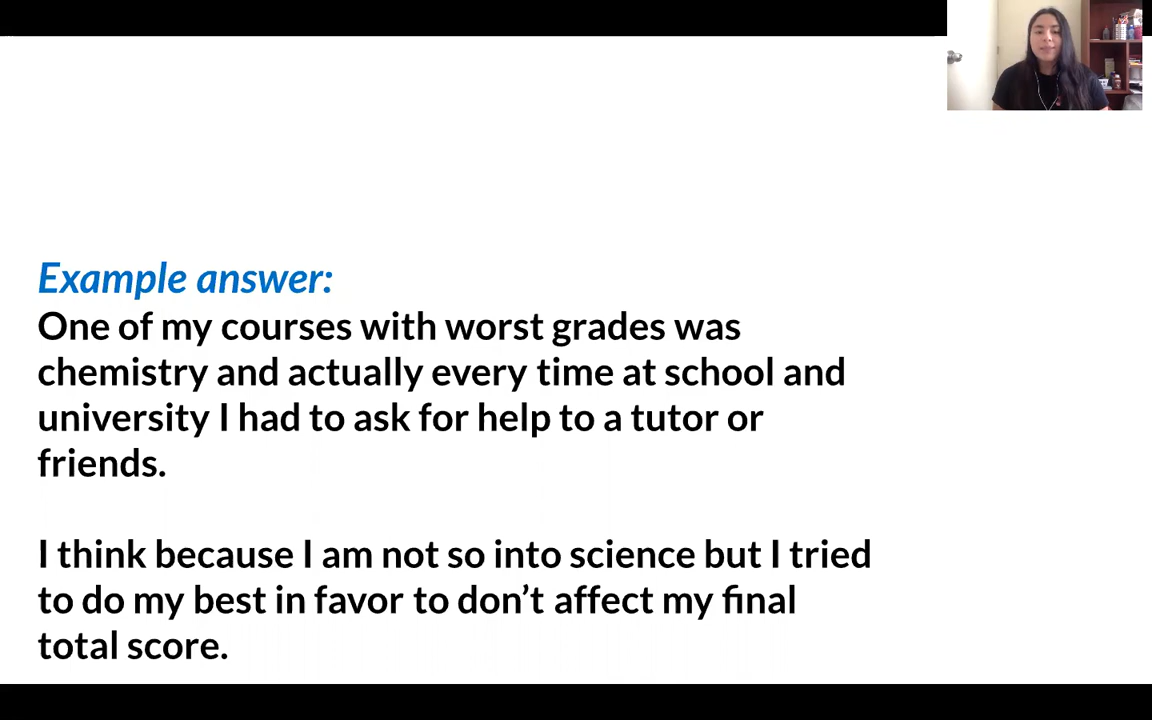 Example answer:
One of my courses with worst grades was
chemistry and actually every time at school and
university I had to ask for help to a tutor or
friends.
I think because I am not so into science but I tried
to do my best in favor to don’t affect my final
total score.